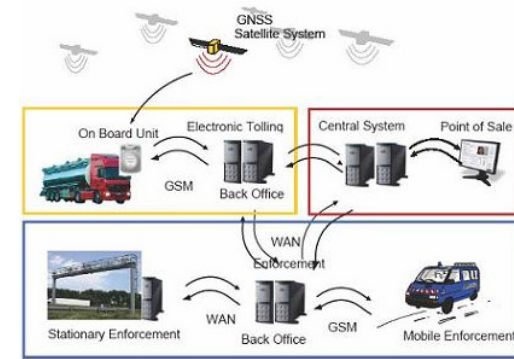 GNSS
Satellite System
On Board Unit
Electronic Tolling
Central System
Point of Sale
GSM
Back Office
WAN
Enforcement
Stationary Enforcement
WAN
Back Office
GSM
Mobile Enforcement